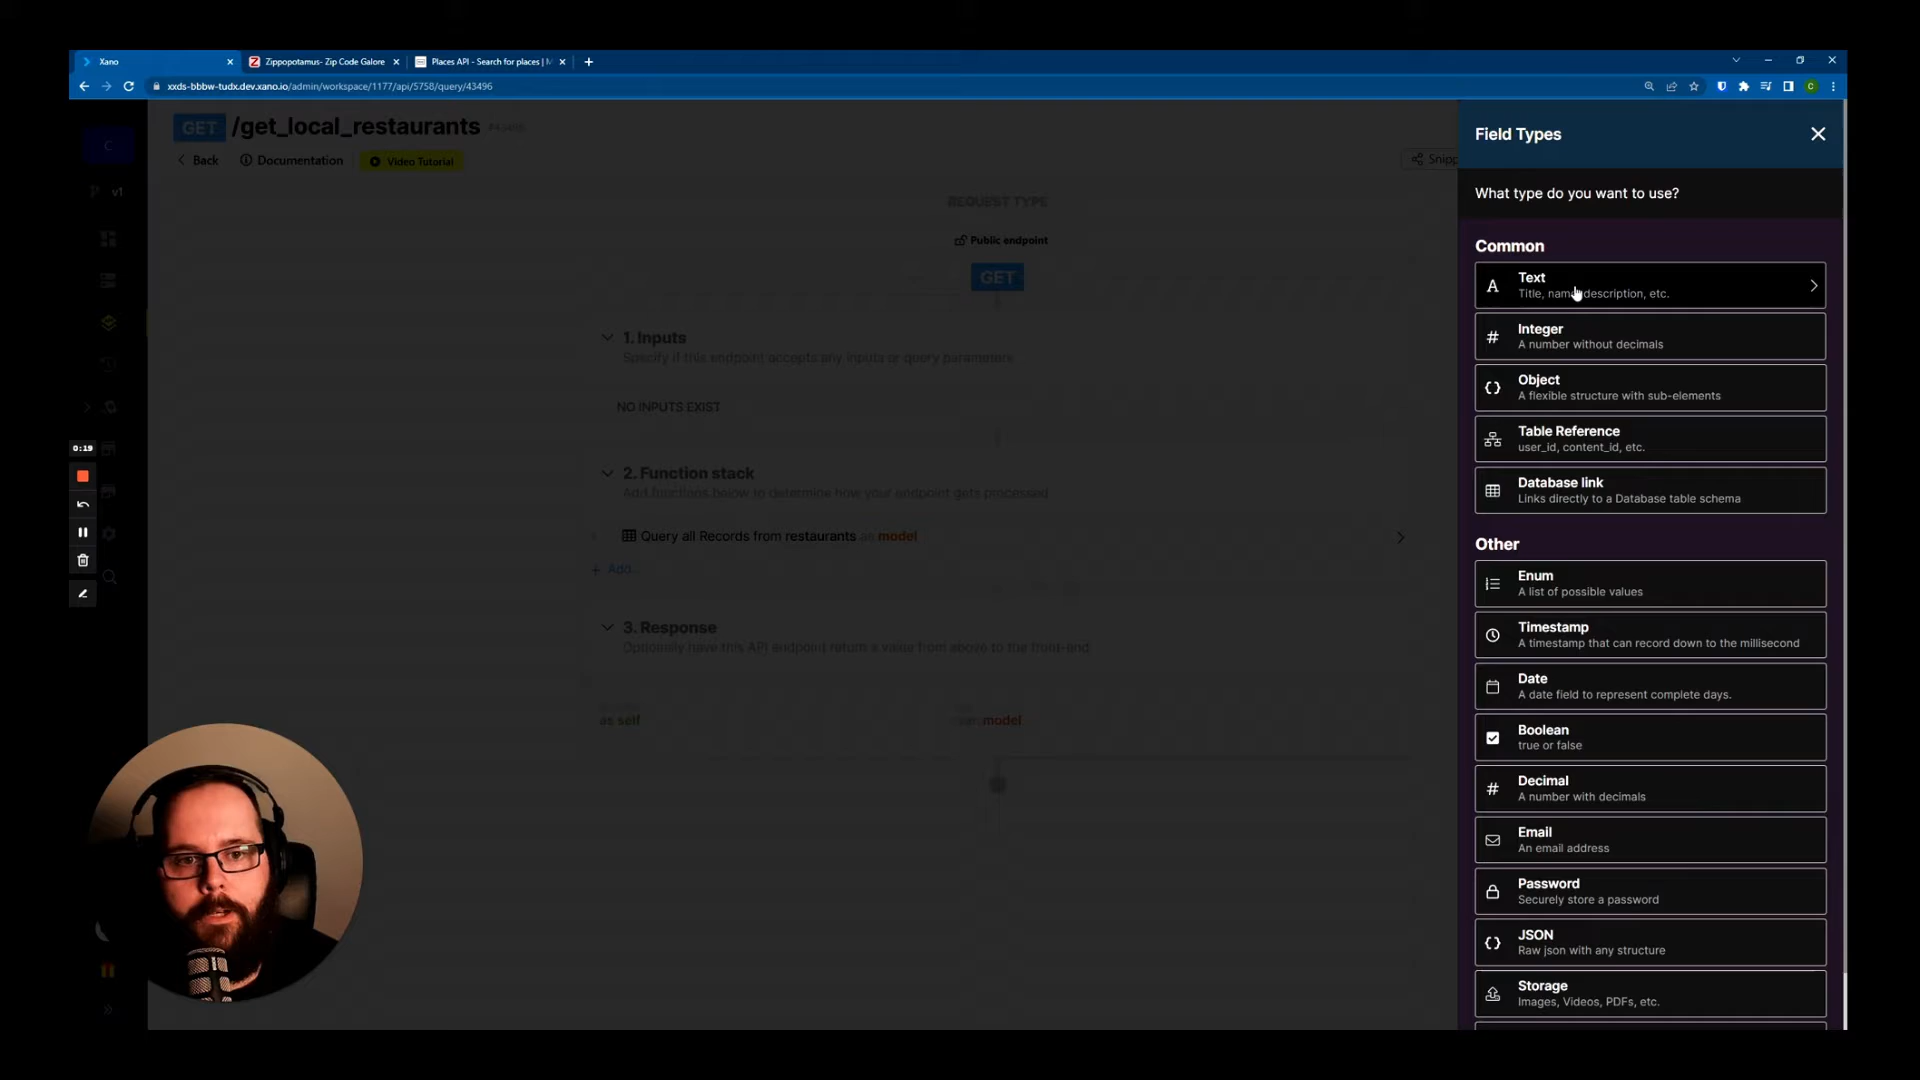 Xano
Zippopotamus- Zip Code Galore
Places API - Search for places | M
xxds-bbbw-tudx.dev.xano.io/admin/workspace/1177/api/5758/query/43496
C
C
GET /get_local_restaurants #43496
Back
Documentation
Video Tutorial
Snipp
v1
REQUEST TYPE
Public endpoint
GET
1. Inputs
Specify if this endpoint accepts any inputs or query parameters
NO INPUTS EXIST
2. Function stack
Add functions below to determine how your endpoint gets processed
Query all Records from restaurants as model
+ Add
3. Response
Optionally have this API endpoint return a value from above to the front-end
as self
var: model
0:19
Field Types
What type do you want to use?
Common
Text
Title, name, description, etc.
Integer
A number without decimals
Object
A flexible structure with sub-elements
Table Reference
user_id, content_id, etc.
Database link
Links directly to a Database table schema
Other
Enum
A list of possible values
Timestamp
A timestamp that can record down to the millisecond
Date
A date field to represent complete days.
Boolean
true or false
Decimal
A number with decimals
Email
An email address
Password
Securely store a password
JSON
Raw json with any structure
Storage
Images, Videos, PDFs, etc.